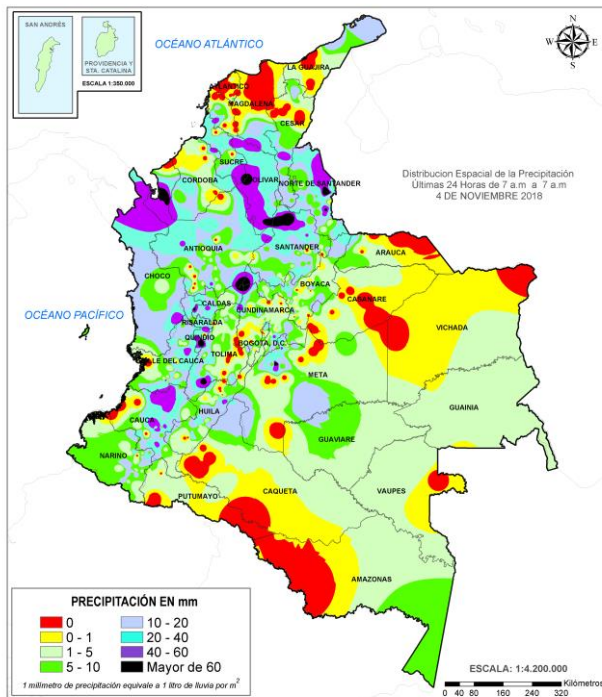 SAN ANDRÉS
PROVIDENCIA Y
STA. CATALINA
ESCALA 1:350.000
OCÉANO ATLÁNTICO
N
W E
S
LA GUAJIRA
ATLANTICO
MAGDALENA
CESAR
SUCRE
CORDOBA
BOLIVAR
NORTE DE SANTANDER
Distribucion Espacial de la Precipitación
Últimas 24 Horas de 7 a.m a 7 a.m
4 DE NOVIEMBRE 2018
ANTIOQUIA
SANTANDER
ARAUCA
CHOCO
BOYACA
CASANARE
OCÉANO PACÍFICO
CALDAS
CUNDINAMARCA
VICHADA
RISARALDA
QUINDIO
BOGOTA, D.C.
TOLIMA
VALLE DEL CAUCA
META
GUAINIA
CAUCA
HUILA
GUAVIARE
NARIÑO
PUTUMAYO
CAQUETA
VAUPES
AMAZONAS
PRECIPITACIÓN EN mm
0
0 - 1
1 - 5
5 - 10
10 - 20
20 - 40
40 - 60
Mayor de 60
1 milímetro de precipitación equivale a 1 litro de lluvia por m²
ESCALA: 1:4.200.000
Kilómetros
0 40 80 160 240 320